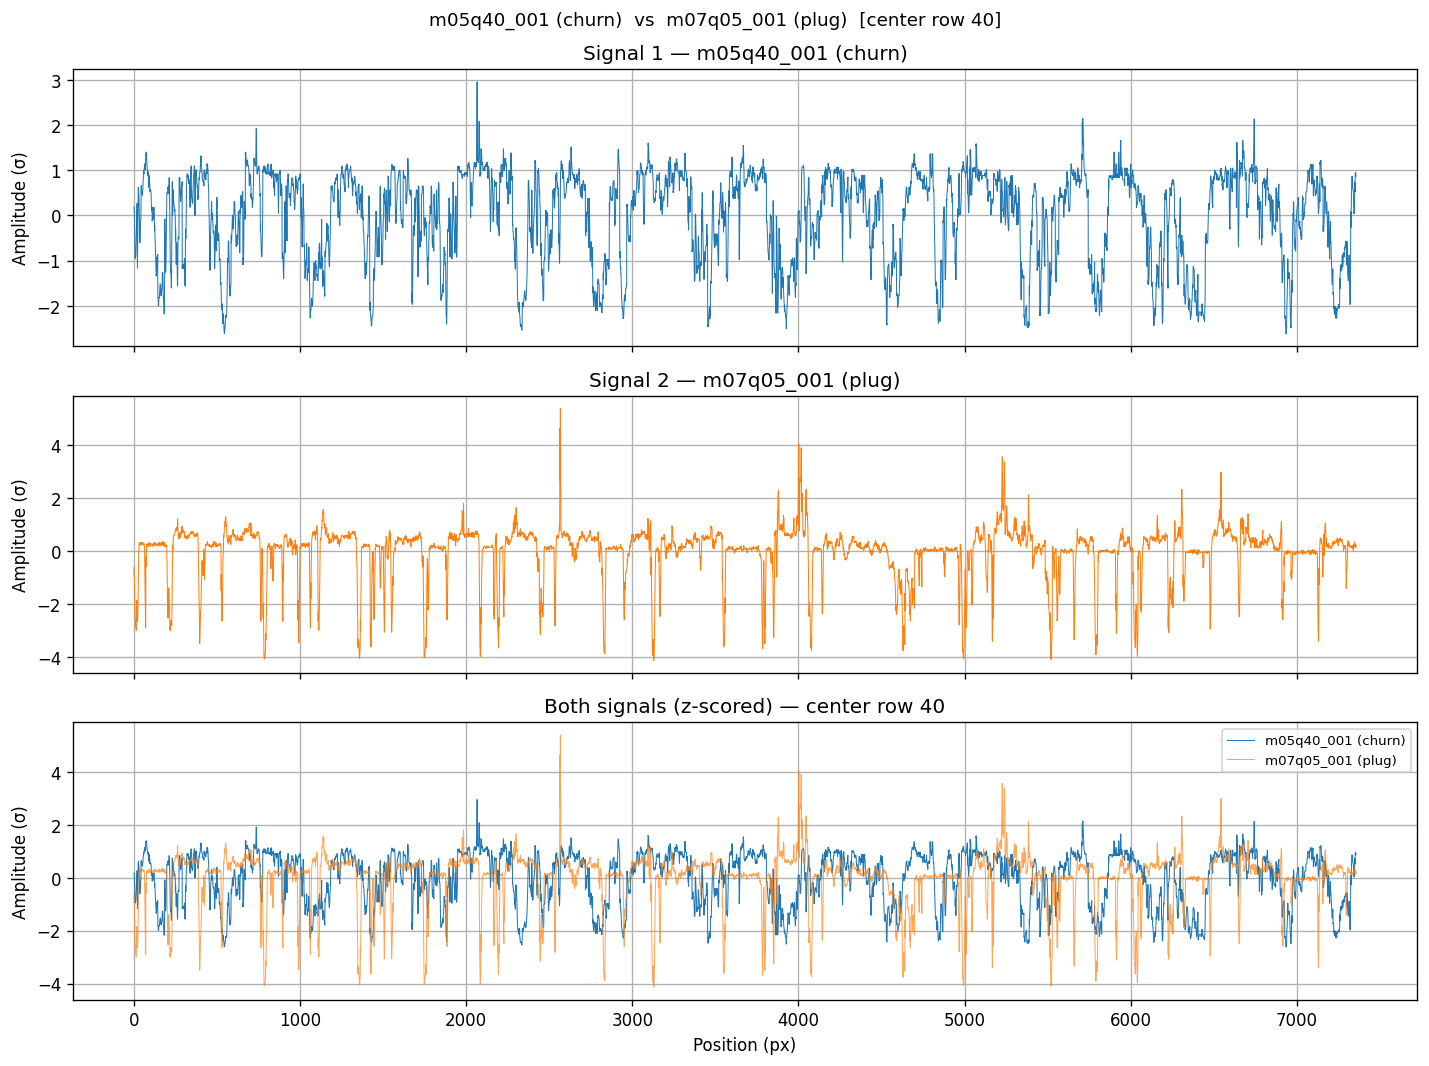 m05q40_001 (churn)  vs  m07q05_001 (plug)  [center row 40]
Signal 1 — m05q40_001 (churn)
Amplitude (σ)
3
2
1
0
−1
−2
Signal 2 — m07q05_001 (plug)
Amplitude (σ)
4
2
0
−2
−4
Both signals (z-scored) — center row 40
Amplitude (σ)
4
2
0
−2
−4
m05q40_001 (churn)
m07q05_001 (plug)
0 1000 2000 3000 4000 5000 6000 7000
Position (px)